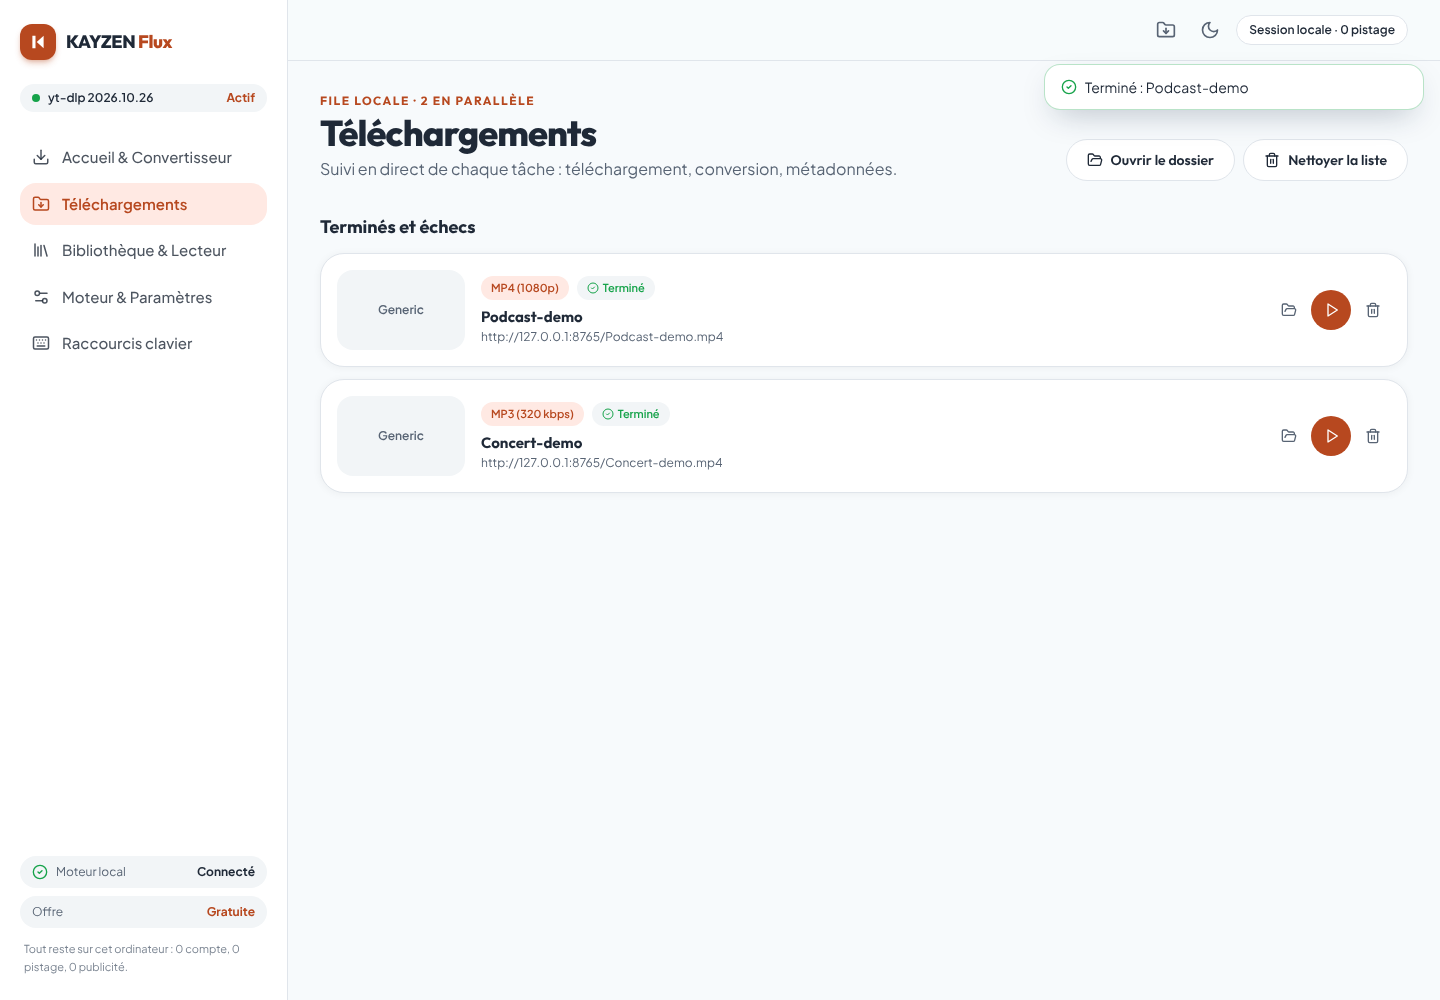 KAYZEN Flux
yt-dlp 2026.10.26 Actif
Accueil & Convertisseur
Téléchargements
Bibliothèque & Lecteur
Moteur & Paramètres
Raccourcis clavier
Moteur local Connecté
Offre Gratuite
Tout reste sur cet ordinateur : 0 compte, 0
pistage, 0 publicité.
Session locale · 0 pistage
Terminé : Podcast-demo
FILE LOCALE · 2 EN PARALLÈLE
Téléchargements
Suivi en direct de chaque tâche : téléchargement, conversion, métadonnées.
Ouvrir le dossier
Nettoyer la liste
Terminés et échecs
Generic
MP4 (1080p) Terminé
Podcast-demo
http://127.0.0.1:8765/Podcast-demo.mp4
Generic
MP3 (320 kbps) Terminé
Concert-demo
http://127.0.0.1:8765/Concert-demo.mp4